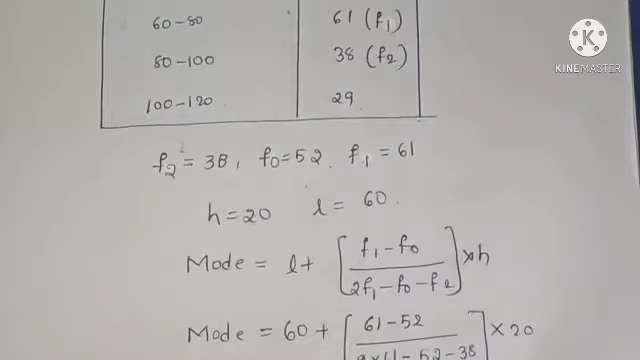 60-80 61 (f1)
80-100 38 (f2)
100-120 29
f2 = 38, f0=52 f1 = 61
h=20 l = 60
Mode = l+ [f1-f0 / 2f1-f0-f2] ×h
Mode = 60 + [61-52 / 2×61-52-38] ×20
KINEMASTER